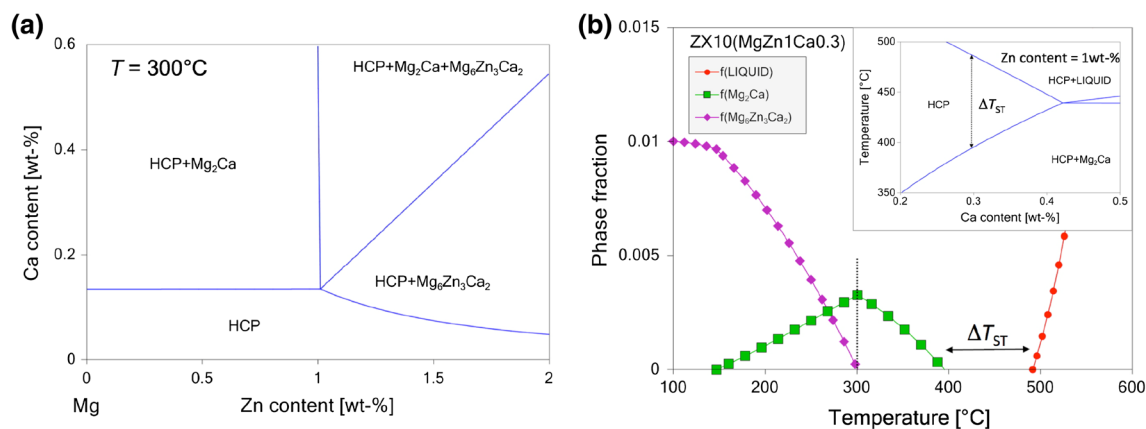 (a)
T = 300°C
HCP+Mg₂Ca+Mg₆Zn₃Ca₂
HCP+Mg₂Ca
HCP+Mg₆Zn₃Ca₂
HCP
Ca content [wt-%]
0.6
0.4
0.2
0
0
0.5
1
1.5
2
Mg
Zn content [wt-%]
(b)
ZX10(MgZn1Ca0.3)
f(LIQUID)
f(Mg₂Ca)
f(Mg₆Zn₃Ca₂)
ΔT_ST
Phase fraction
0.015
0.01
0.005
0
100
200
300
400
500
600
Temperature [°C]
Zn content = 1wt-%
HCP+LIQUID
HCP
ΔT_ST
HCP+Mg₂Ca
Temperature [°C]
500
450
400
350
0.2
0.3
0.4
0.5
Ca content [wt-%]